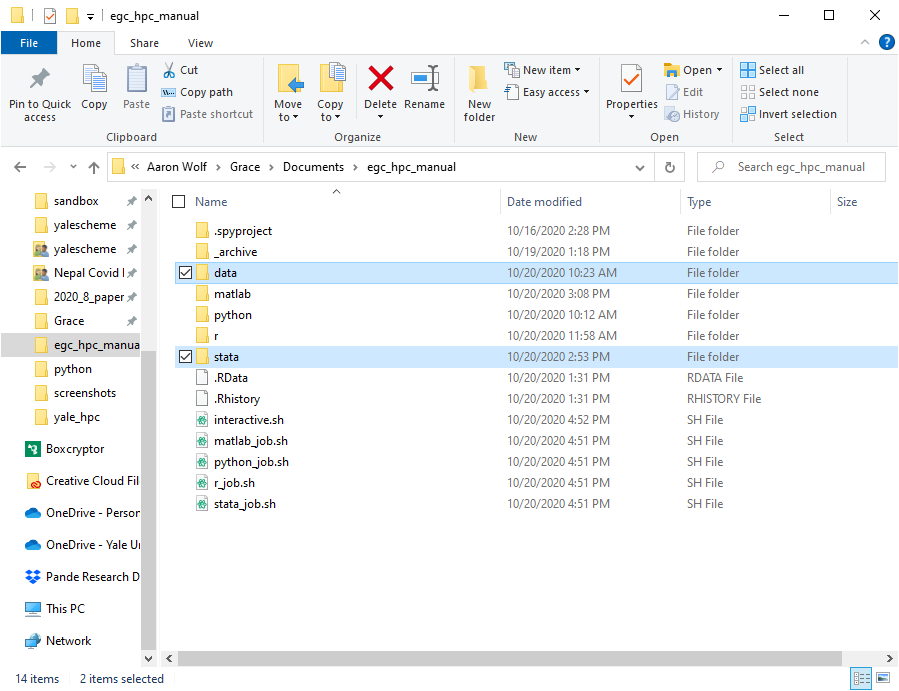 egc_hpc_manual
File Home Share View
Pin to Quick access
Copy
Paste
Cut
Copy path
Paste shortcut
Clipboard
Move to
Copy to
Delete
Rename
Organize
New folder
New item
Easy access
New
Properties
Open
Edit
History
Open
Select all
Select none
Invert selection
Select
« Aaron Wolf > Grace > Documents > egc_hpc_manual
Search egc_hpc_manual
sandbox
yalescheme
yalescheme
Nepal Covid
2020_8_paper
Grace
egc_hpc_manua
python
screenshots
yale_hpc
Boxcryptor
Creative Cloud Fil
OneDrive - Person
OneDrive - Yale Un
Pande Research D
This PC
Network
Name Date modified Type Size
.spyproject 10/16/2020 2:28 PM File folder
_archive 10/19/2020 1:18 PM File folder
data 10/20/2020 10:23 AM File folder
matlab 10/20/2020 3:08 PM File folder
python 10/20/2020 10:12 AM File folder
r 10/20/2020 11:58 AM File folder
stata 10/20/2020 2:53 PM File folder
.RData 10/20/2020 1:31 PM RDATA File
.Rhistory 10/20/2020 1:31 PM RHISTORY File
interactive.sh 10/20/2020 4:52 PM SH File
matlab_job.sh 10/20/2020 4:51 PM SH File
python_job.sh 10/20/2020 4:51 PM SH File
r_job.sh 10/20/2020 4:51 PM SH File
stata_job.sh 10/20/2020 4:51 PM SH File
14 items 2 items selected